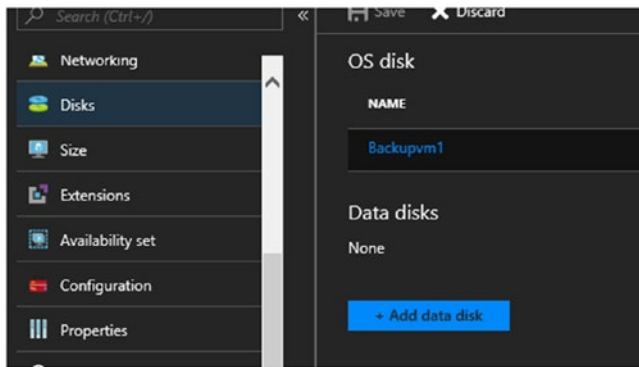 Search (Ctrl+/)
«
Save
Discard
Networking
Disks
Size
Extensions
Availability set
Configuration
Properties
OS disk
NAME
Backupvm1
Data disks
None
+ Add data disk